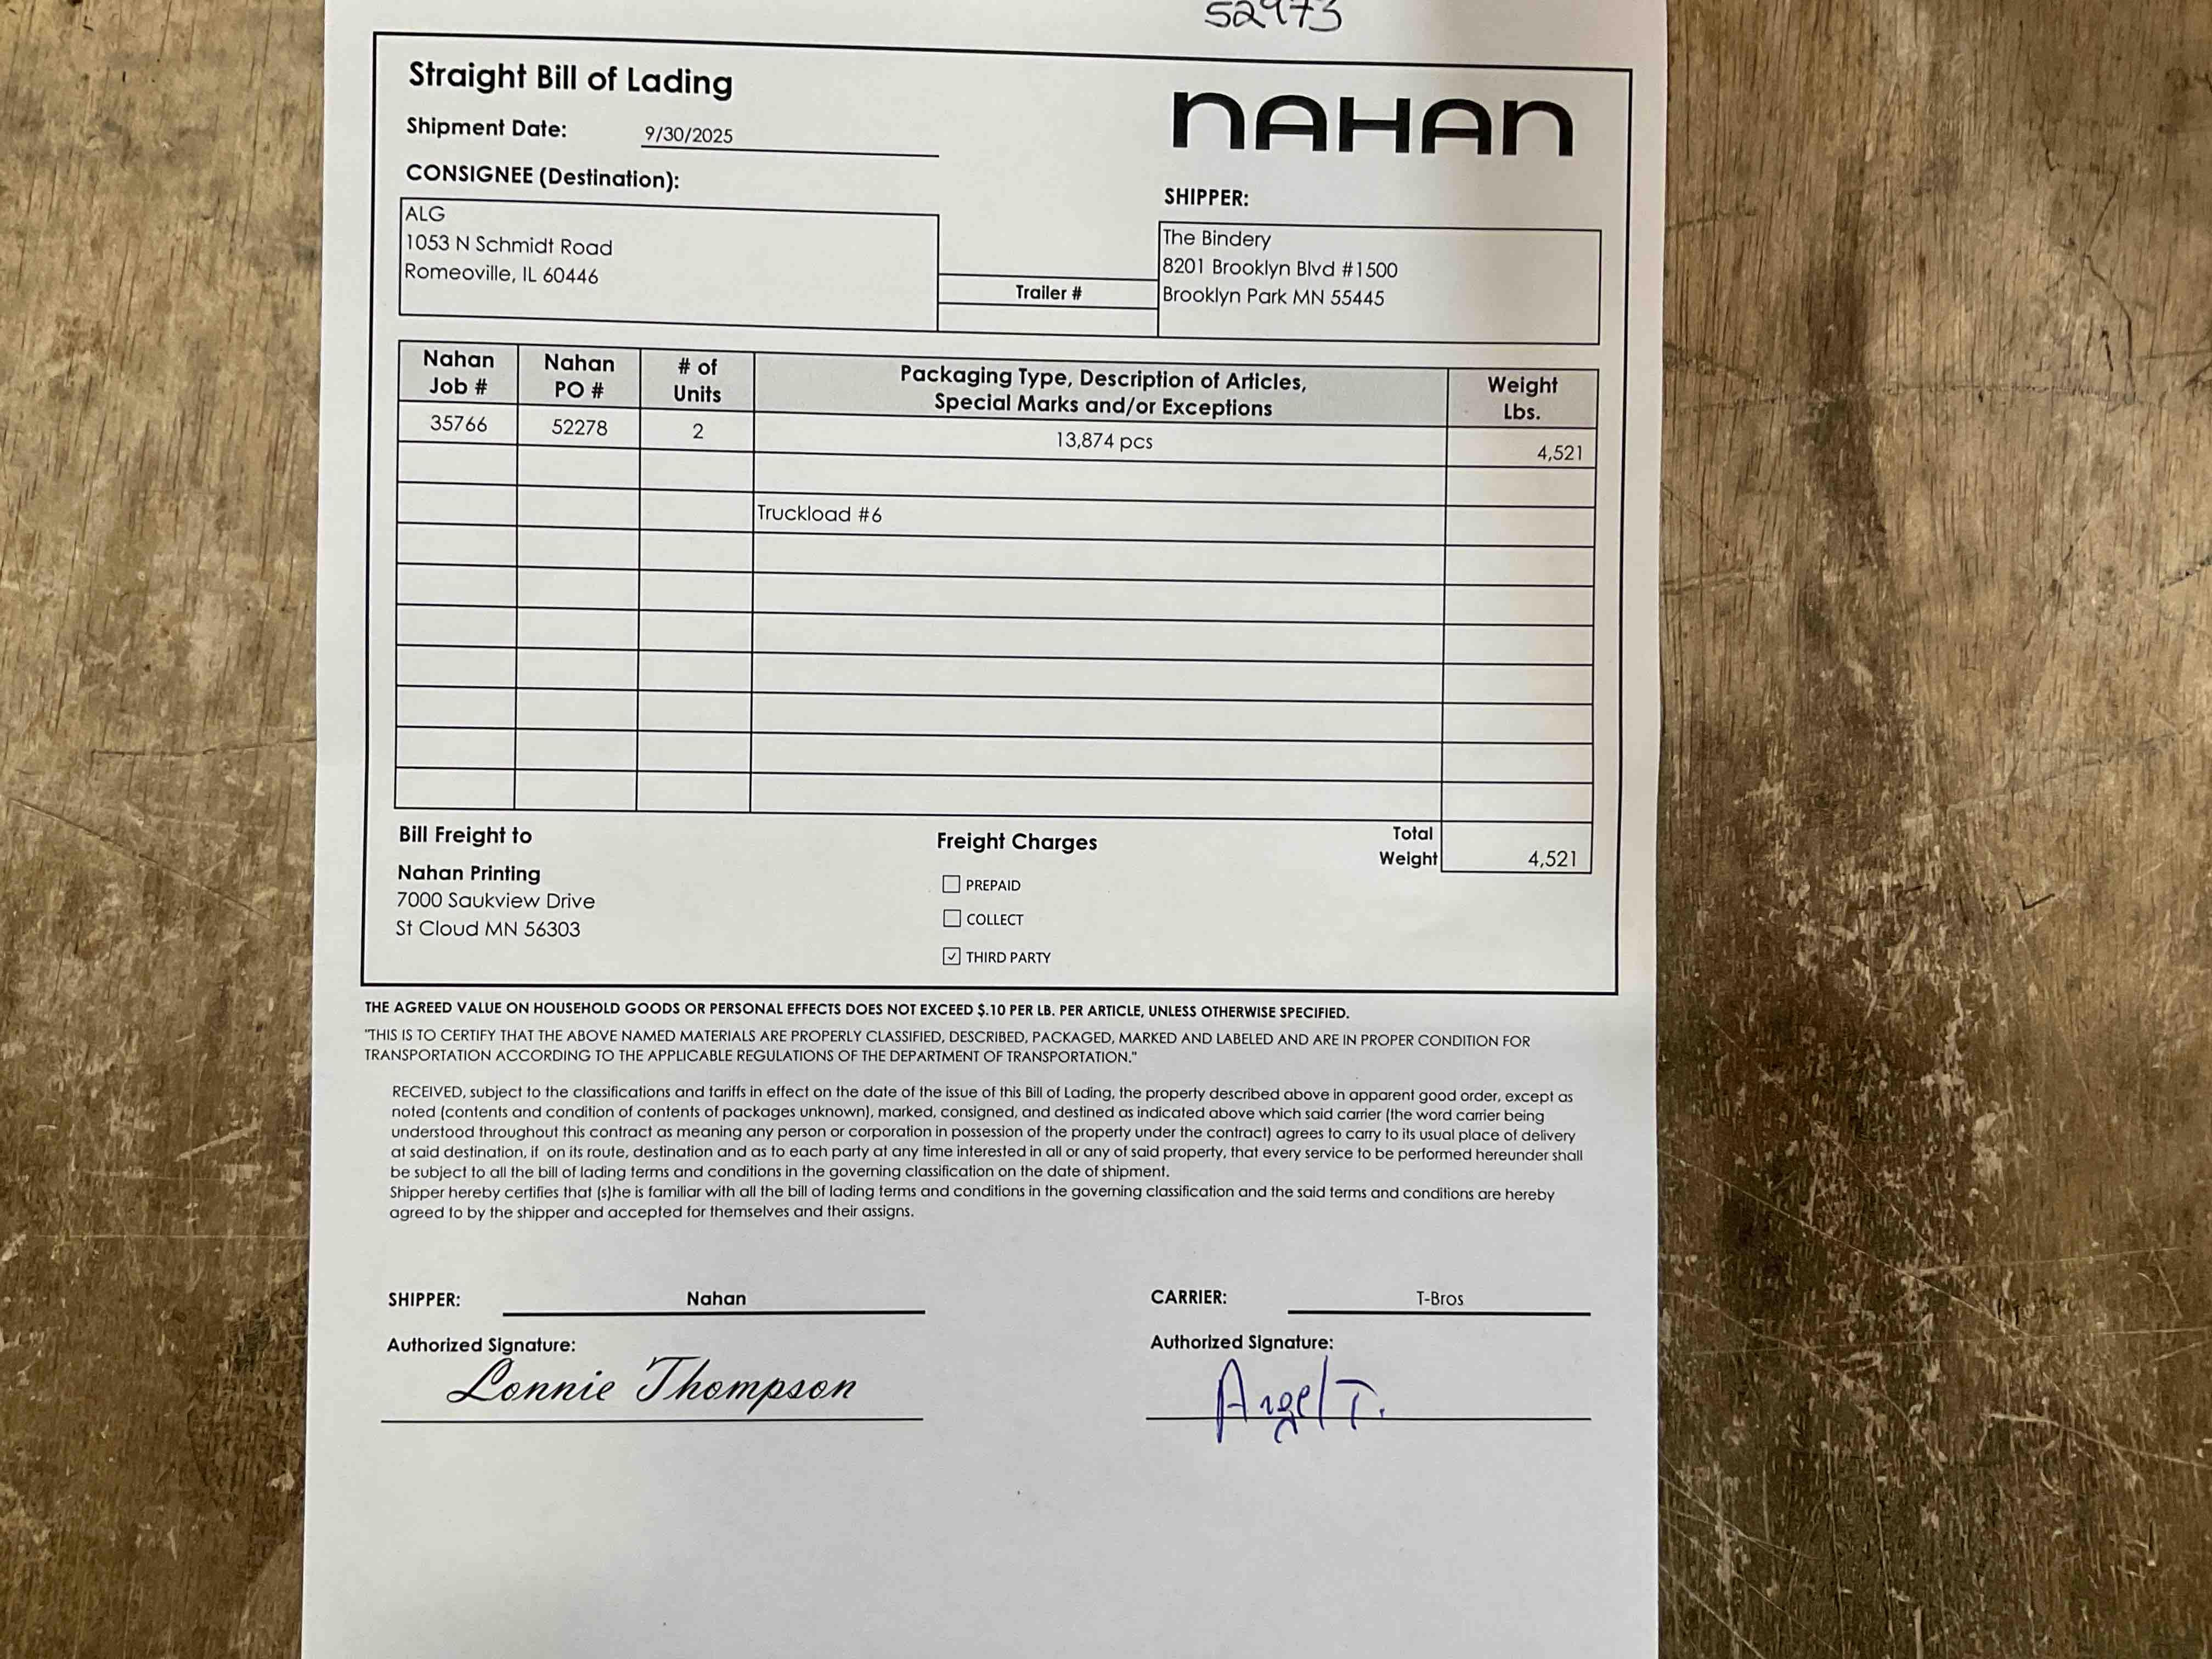 52973
Straight Bill of Lading
NAHAN
Shipment Date: 9/30/2025
CONSIGNEE (Destination):
SHIPPER:
ALG
1053 N Schmidt Road
Romeoville, IL 60446
Trailer #
The Bindery
8201 Brooklyn Blvd #1500
Brooklyn Park MN 55445
Nahan Job # Nahan PO # # of Units Packaging Type, Description of Articles, Special Marks and/or Exceptions Weight Lbs.
35766 52278 2 13,874 pcs 4,521
Truckload #6
Total Weight 4,521
Bill Freight to
Nahan Printing
7000 Saukview Drive
St Cloud MN 56303
Freight Charges
PREPAID
COLLECT
THIRD PARTY
THE AGREED VALUE ON HOUSEHOLD GOODS OR PERSONAL EFFECTS DOES NOT EXCEED $.10 PER LB. PER ARTICLE, UNLESS OTHERWISE SPECIFIED.
"THIS IS TO CERTIFY THAT THE ABOVE NAMED MATERIALS ARE PROPERLY CLASSIFIED, DESCRIBED, PACKAGED, MARKED AND LABELED AND ARE IN PROPER CONDITION FOR
TRANSPORTATION ACCORDING TO THE APPLICABLE REGULATIONS OF THE DEPARTMENT OF TRANSPORTATION."
RECEIVED, subject to the classifications and tariffs in effect on the date of the issue of this Bill of Lading, the property described above in apparent good order, except as
noted (contents and condition of contents of packages unknown), marked, consigned, and destined as indicated above which said carrier (the word carrier being
understood throughout this contract as meaning any person or corporation in possession of the property under the contract) agrees to carry to its usual place of delivery
at said destination, if on its route, destination and as to each party at any time interested in all or any of said property, that every service to be performed hereunder shall
be subject to all the bill of lading terms and conditions in the governing classification on the date of shipment.
Shipper hereby certifies that (s)he is familiar with all the bill of lading terms and conditions in the governing classification and the said terms and conditions are hereby
agreed to by the shipper and accepted for themselves and their assigns.
SHIPPER: Nahan
CARRIER: T-Bros
Authorized Signature:
Authorized Signature:
Lonnie Thompson
Angel T.